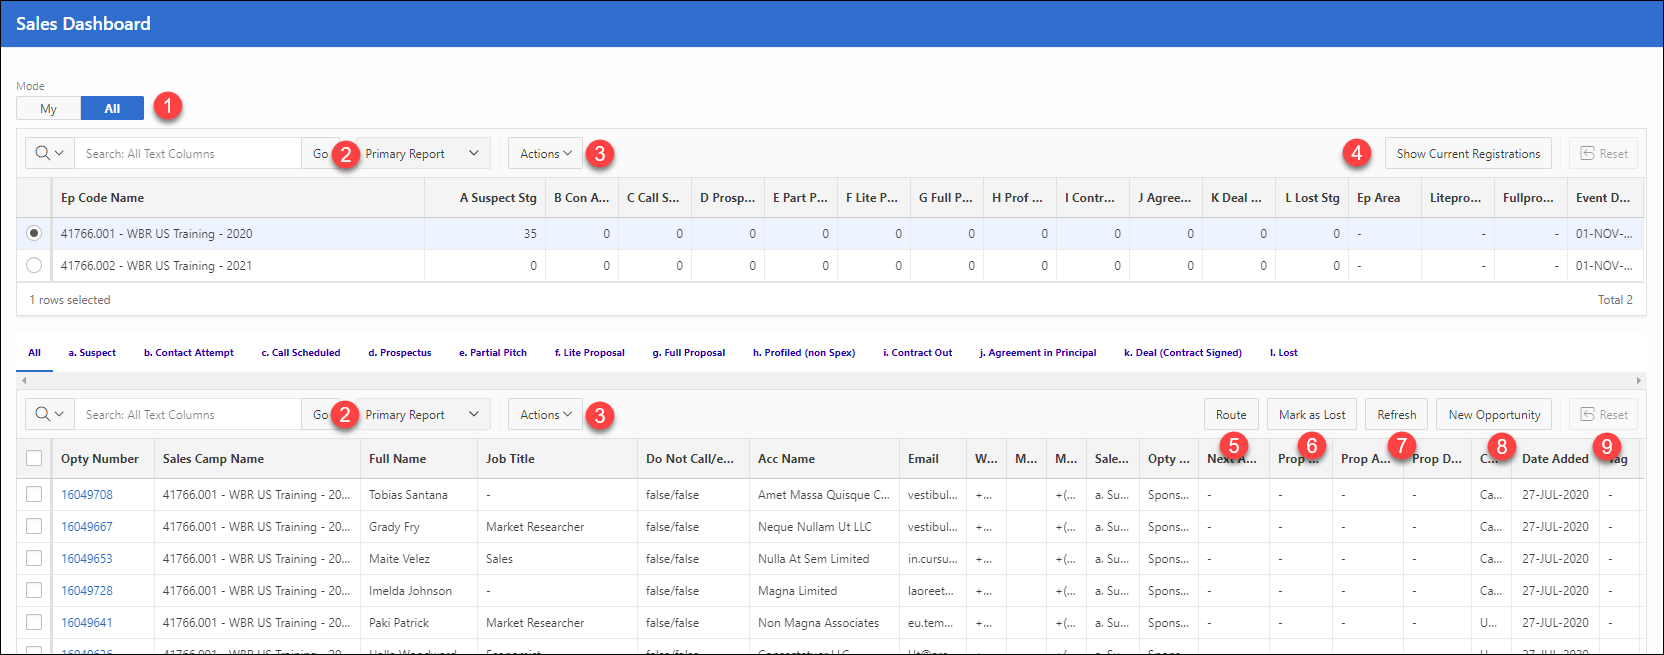 Sales Dashboard
Mode
My All 1
Search: All Text Columns Go 2 Primary Report Actions 3 4 Show Current Registrations Reset
Ep Code Name A Suspect Stg B Con A... C Call S... D Prosp... E Part P... F Lite P... G Full P... H Prof ... I Contr... J Agree... K Deal ... L Lost Stg Ep Area Litepro... Fullpro... Event D...
41766.001 - WBR US Training - 2020 35 0 0 0 0 0 0 0 0 0 0 0 - - - 01-NOV-...
41766.002 - WBR US Training - 2021 0 0 0 0 0 0 0 0 0 0 0 0 - - - 01-NOV-...
1 rows selected Total 2
All a. Suspect b. Contact Attempt c. Call Scheduled d. Prospectus e. Partial Pitch f. Lite Proposal g. Full Proposal h. Profiled (non Spex) i. Contract Out j. Agreement in Principal k. Deal (Contract Signed) l. Lost
Search: All Text Columns Go 2 Primary Report Actions 3 Route Mark as Lost Refresh New Opportunity Reset
5 6 7 8 9
Opty Number Sales Camp Name Full Name Job Title Do Not Call/e... Acc Name Email W... M... M... Sale... Opty ... Next A... Prop ... Prop A... Prop D... C... Date Added Tag
16049708 41766.001 - WBR US Training - 20... Tobias Santana - false/false Amet Massa Quisque C... vestibul... +... +(... a. Su... Spons... - - - - Ca... 27-JUL-2020 -
16049667 41766.001 - WBR US Training - 20... Grady Fry Market Researcher false/false Neque Nullam Ut LLC vestibul... +... +(... a. Su... Spons... - - - - Ca... 27-JUL-2020 -
16049653 41766.001 - WBR US Training - 20... Maite Velez Sales false/false Nulla At Sem Limited in.cursu... +... +(... a. Su... Spons... - - - - Ca... 27-JUL-2020 -
16049728 41766.001 - WBR US Training - 20... Imelda Johnson - false/false Magna Limited laoreet... +... +(... a. Su... Spons... - - - - Ca... 27-JUL-2020 -
16049641 41766.001 - WBR US Training - 20... Paki Patrick Market Researcher false/false Non Magna Associates eu.tem... +... +(... a. Su... Spons... - - - - U... 27-JUL-2020 -